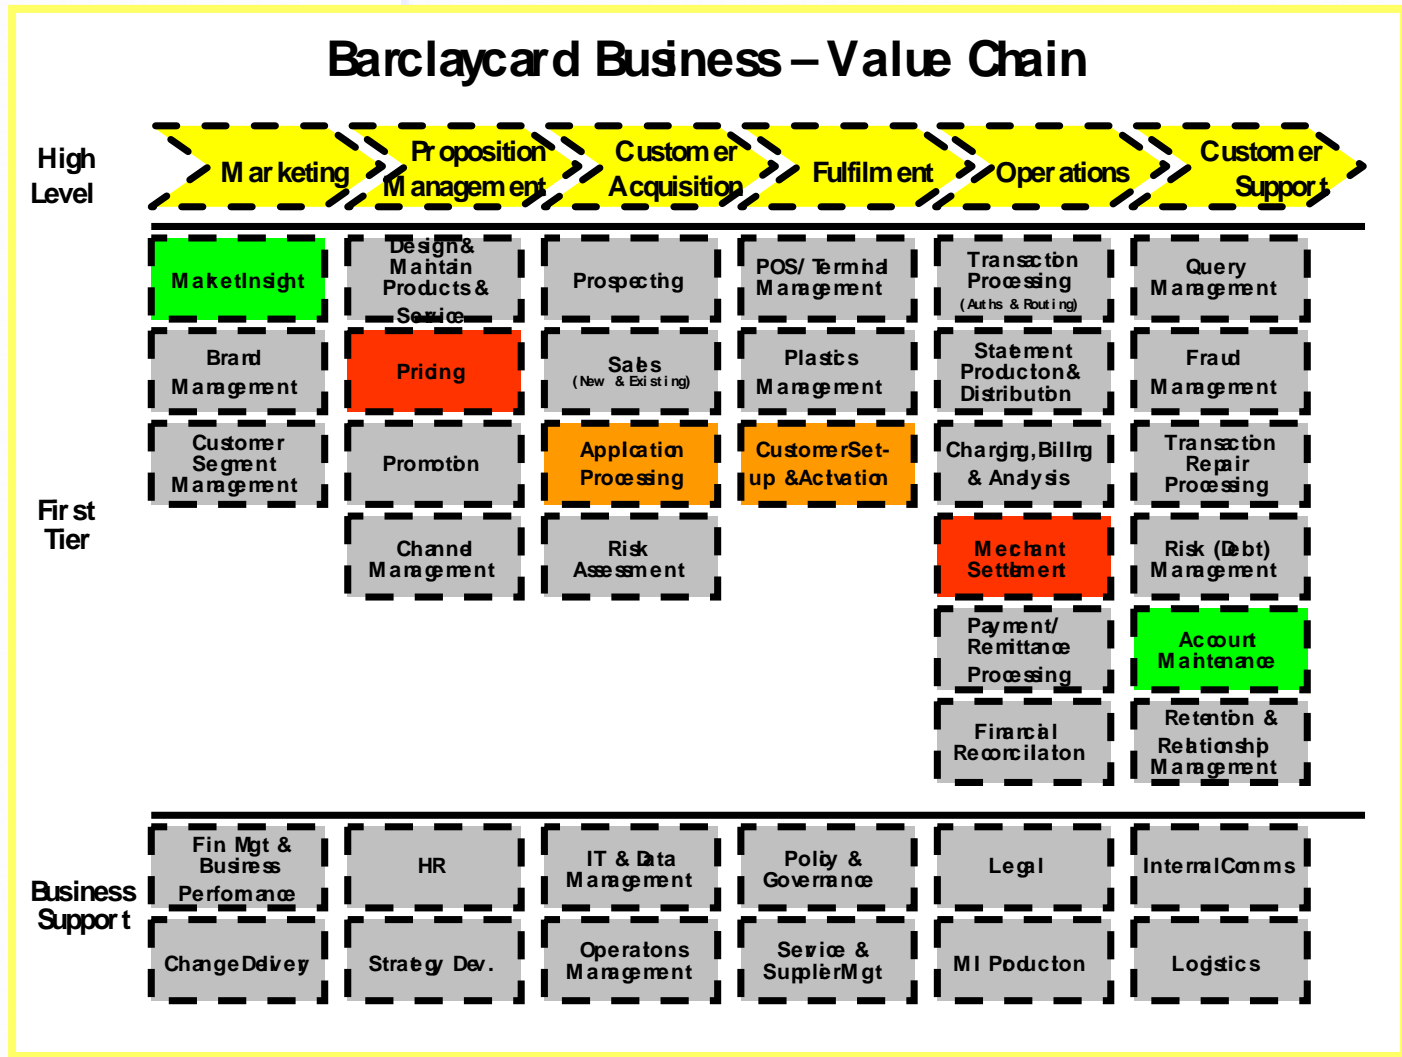 Barclaycard Business – Value Chain
High
Level
Marketing
Proposition
Management
Customer
Acquisition
Fulfilment
Operations
Customer
Support
First
Tier
Market Insight
Brand
Management
Customer
Segment
Management
Design &
Maintain
Products &
Service
Pricing
Promotion
Channel
Management
Prospecting
Sales
(New & Existing)
Application
Processing
Risk
Assessment
POS/ Terminal
Management
Plastics
Management
Customer Set-
up & Activation
Transaction
Processing
(Auths & Routing)
Statement
Production &
Distribution
Charging, Billing
& Analysis
Merchant
Settlement
Payment/
Remittance
Processing
Financial
Reconciliation
Query
Management
Fraud
Management
Transaction
Repair
Processing
Risk (Debt)
Management
Account
Maintenance
Retention &
Relationship
Management
Business
Support
Fin Mgt &
Business
Performance
HR
IT & Data
Management
Policy &
Governance
Legal
Internal Comms
Change Delivery
Strategy Dev.
Operations
Management
Service &
Supplier Mgt
MI Production
Logistics